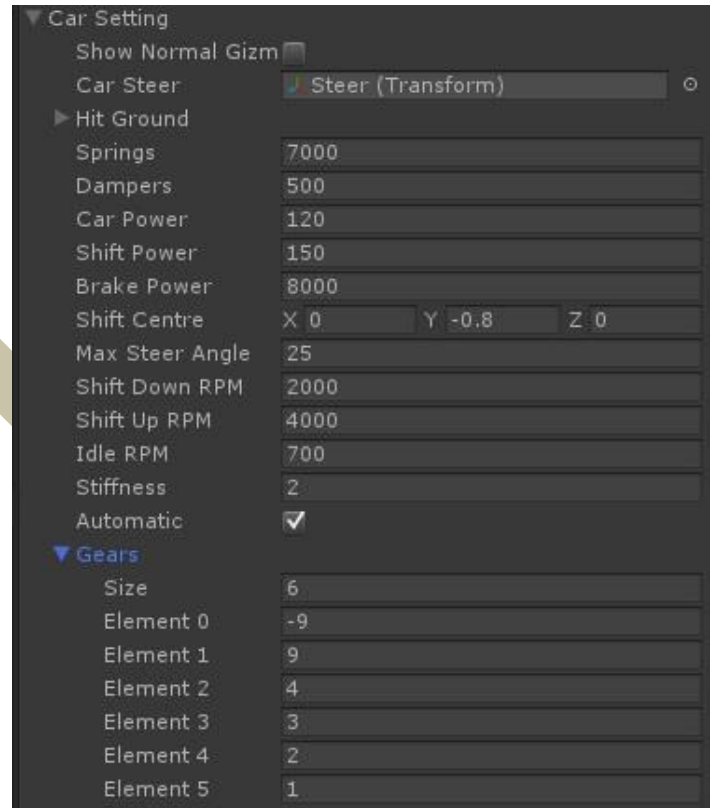 Car Setting
Show Normal Gizm
Car Steer Steer (Transform)
Hit Ground
Springs 7000
Dampers 500
Car Power 120
Shift Power 150
Brake Power 8000
Shift Centre X 0 Y -0.8 Z 0
Max Steer Angle 25
Shift Down RPM 2000
Shift Up RPM 4000
Idle RPM 700
Stiffness 2
Automatic
Gears
Size 6
Element 0 -9
Element 1 9
Element 2 4
Element 3 3
Element 4 2
Element 5 1